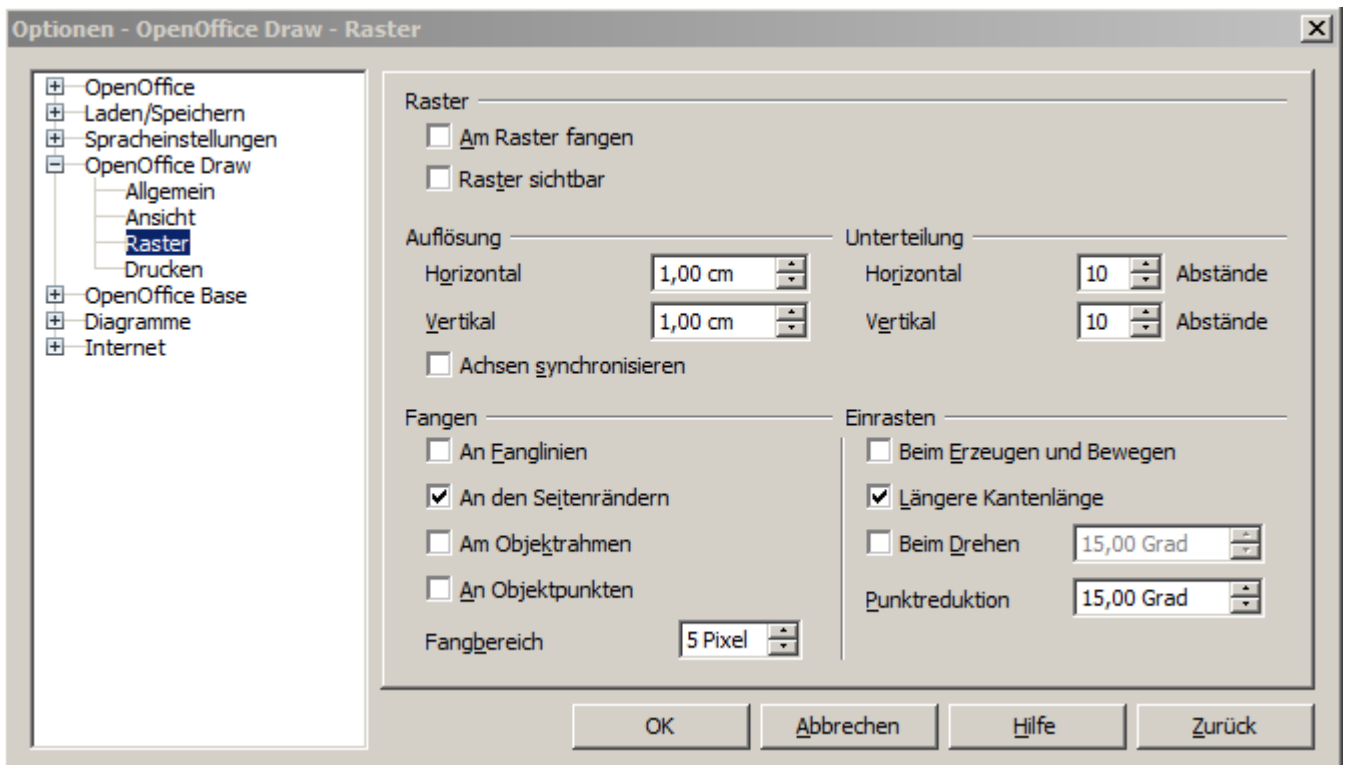 Optionen - OpenOffice Draw - Raster
OpenOffice
Laden/Speichern
Spracheinstellungen
OpenOffice Draw
Allgemein
Ansicht
Raster
Drucken
OpenOffice Base
Diagramme
Internet
Raster
Am Raster fangen
Raster sichtbar
Auflösung
Horizontal 1,00 cm
Vertikal 1,00 cm
Achsen synchronisieren
Unterteilung
Horizontal 10 Abstände
Vertikal 10 Abstände
Fangen
An Fanglinien
An den Seitenrändern
Am Objektrahmen
An Objektpunkten
Fangbereich 5 Pixel
Einrasten
Beim Erzeugen und Bewegen
Längere Kantenlänge
Beim Drehen 15,00 Grad
Punktreduktion 15,00 Grad
OK Abbrechen Hilfe Zurück